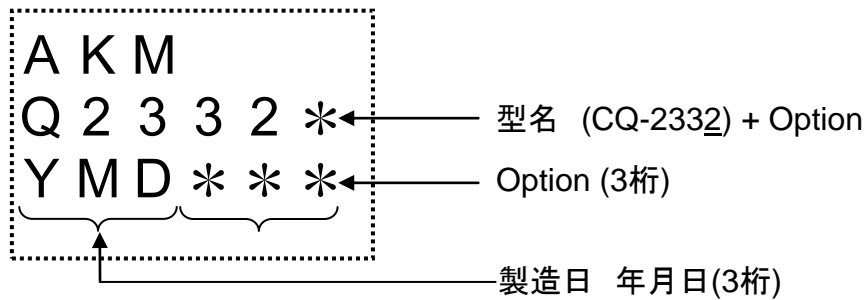 A K M
Q 2 3 3 2 * 型名 (CQ-2332) + Option
Y M D * * * Option (3桁)
製造日 年月日(3桁)